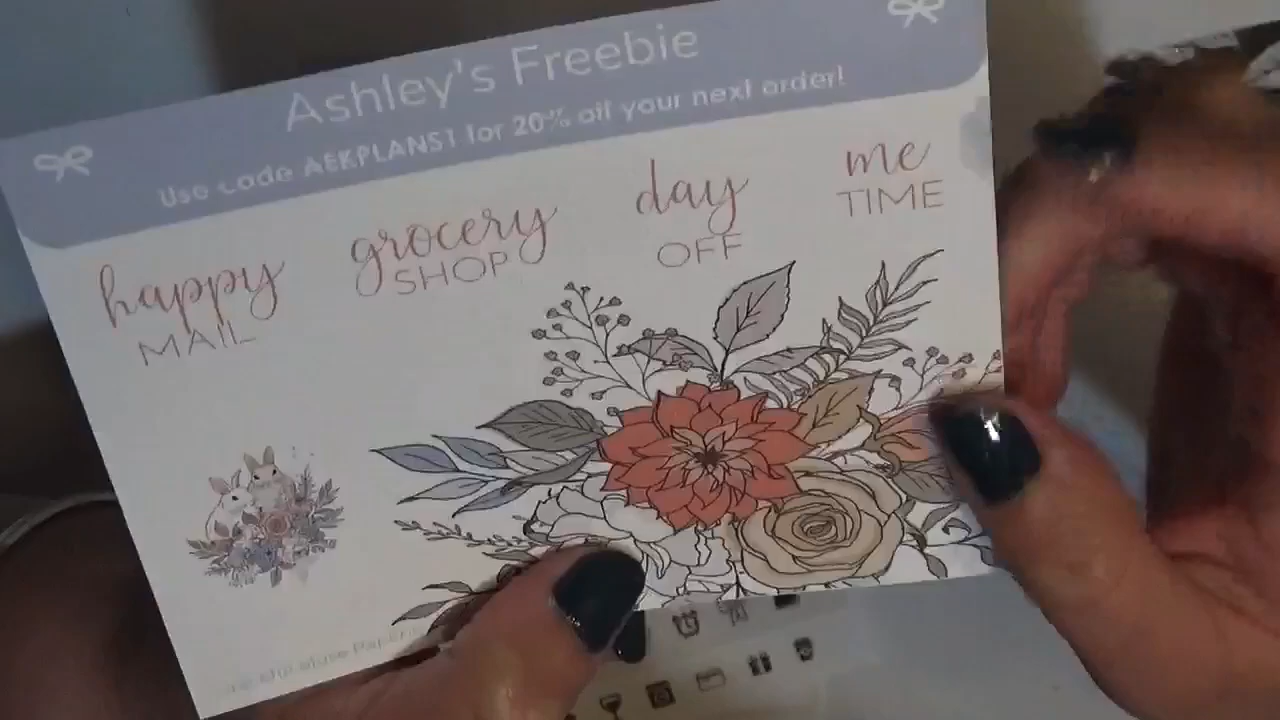 Ashley's Freebie
Use code AEKPLANS1 for 20% off your next order!
happy
MAIL
grocery
SHOP
day
OFF
me
TIME